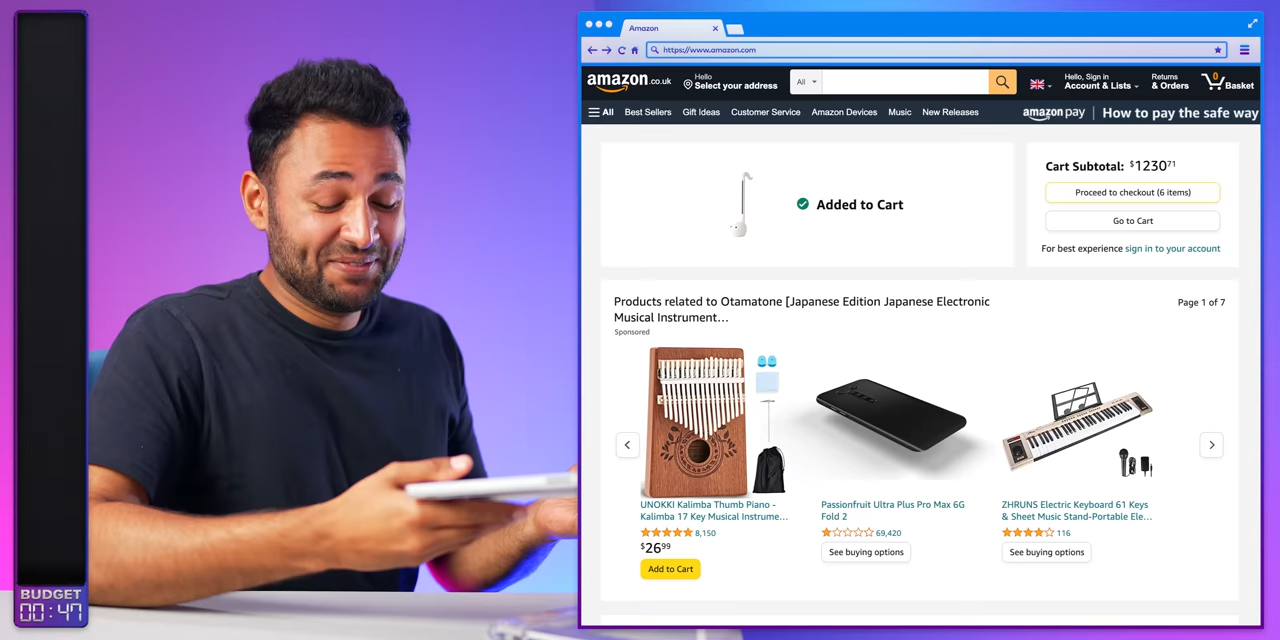 Amazon
https://www.amazon.com
amazon.co.uk
Hello
Select your address
All
Hello, Sign in
Account & Lists
Returns
& Orders
0
Basket
All
Best Sellers
Gift Ideas
Customer Service
Amazon Devices
Music
New Releases
amazon pay
How to pay the safe way
Added to Cart
Cart Subtotal: $1230.71
Proceed to checkout (6 items)
Go to Cart
For best experience sign in to your account
Products related to Otamatone [Japanese Edition Japanese Electronic
Musical Instrument…
Sponsored
Page 1 of 7
UNOKKI Kalimba Thumb Piano -
Kalimba 17 Key Musical Instrume…
8,150
$26.99
Add to Cart
Passionfruit Ultra Plus Pro Max 6G
Fold 2
69,420
See buying options
ZHRUNS Electric Keyboard 61 Keys
& Sheet Music Stand-Portable Ele…
116
See buying options
BUDGET
00:47